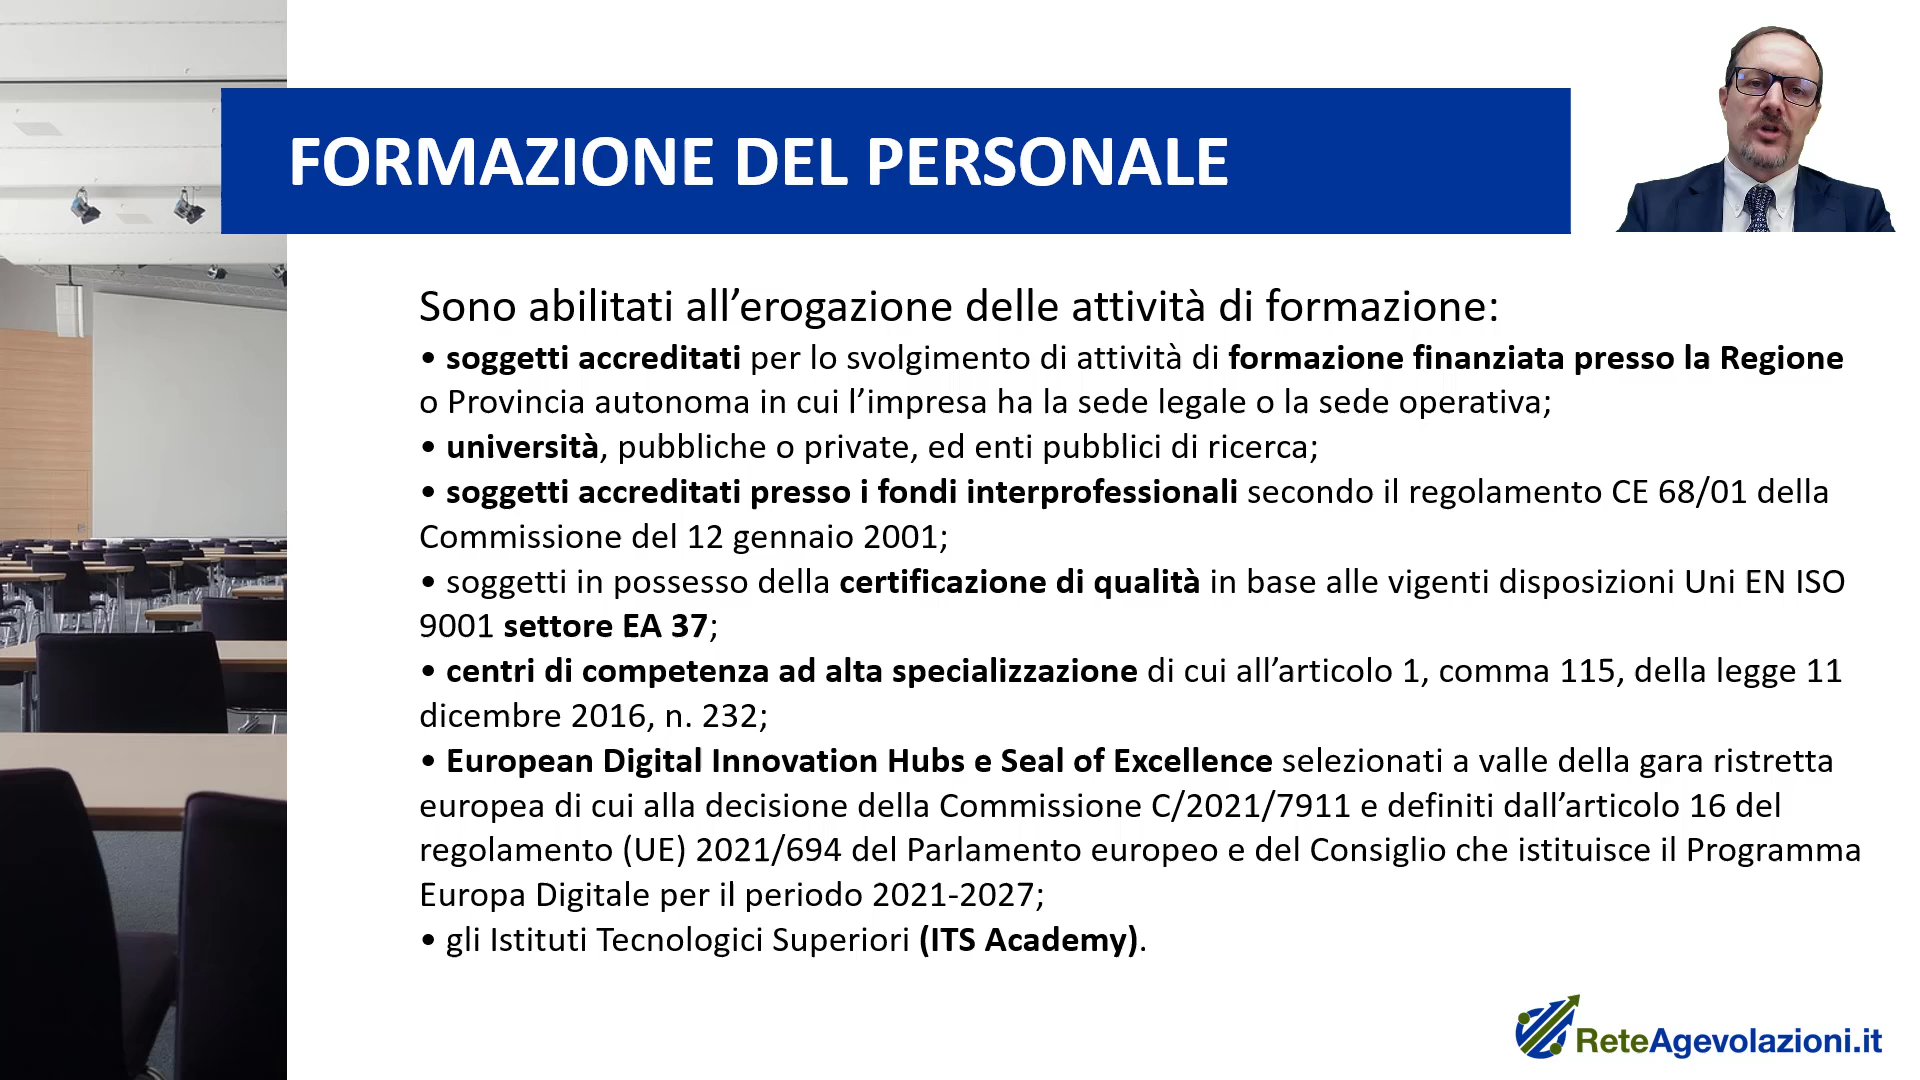 FORMAZIONE DEL PERSONALE
Sono abilitati all’erogazione delle attività di formazione:
• soggetti accreditati per lo svolgimento di attività di formazione finanziata presso la Regione
o Provincia autonoma in cui l’impresa ha la sede legale o la sede operativa;
• università, pubbliche o private, ed enti pubblici di ricerca;
• soggetti accreditati presso i fondi interprofessionali secondo il regolamento CE 68/01 della
Commissione del 12 gennaio 2001;
• soggetti in possesso della certificazione di qualità in base alle vigenti disposizioni Uni EN ISO
9001 settore EA 37;
• centri di competenza ad alta specializzazione di cui all’articolo 1, comma 115, della legge 11
dicembre 2016, n. 232;
• European Digital Innovation Hubs e Seal of Excellence selezionati a valle della gara ristretta
europea di cui alla decisione della Commissione C/2021/7911 e definiti dall’articolo 16 del
regolamento (UE) 2021/694 del Parlamento europeo e del Consiglio che istituisce il Programma
Europa Digitale per il periodo 2021-2027;
• gli Istituti Tecnologici Superiori (ITS Academy).
ReteAgevolazioni.it